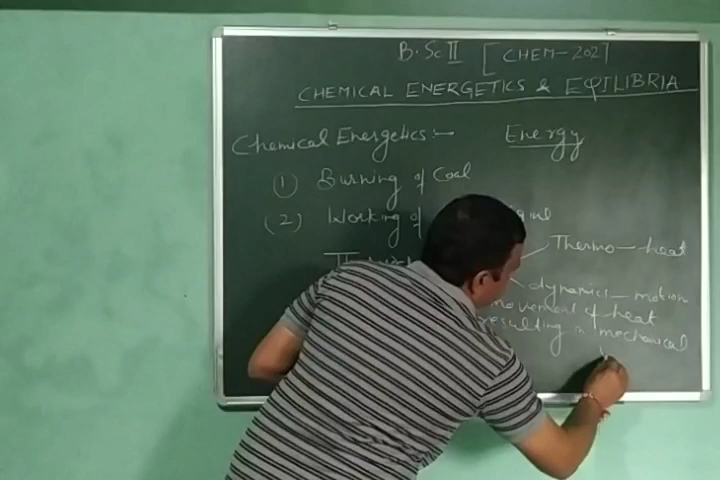 B.Sc II [CHEM-202]
CHEMICAL ENERGETICS & EQILIBRIA
Chemical Energetics :- Energy
(1) Burning of Coal
(2) Working of
Thermo - heat
dynamics - motion
movement of heat
resulting in mechanical